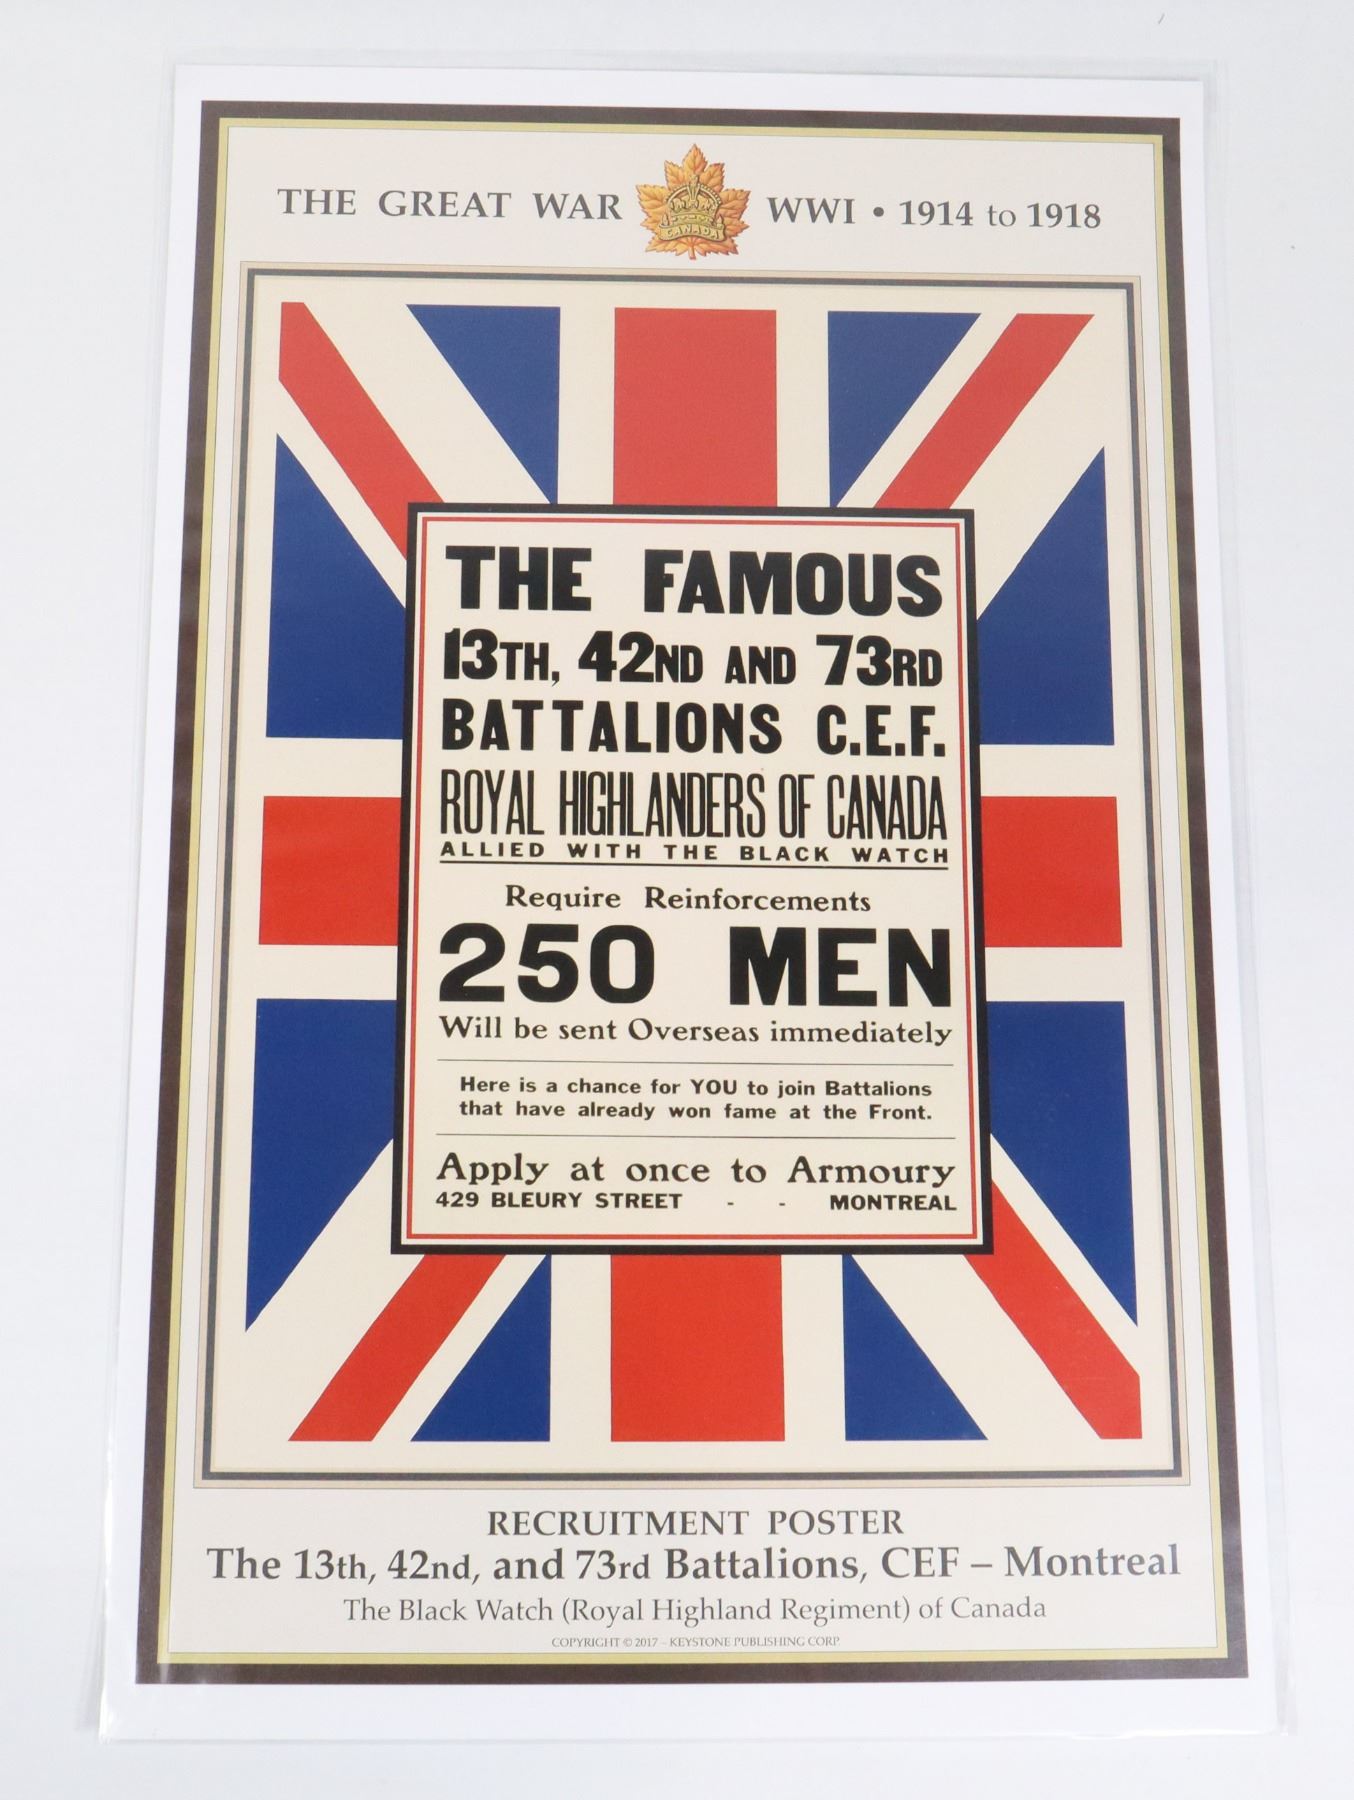 THE GREAT WAR CANADA WWI • 1914 to 1918
THE FAMOUS
13TH, 42ND AND 73RD
BATTALIONS C.E.F.
ROYAL HIGHLANDERS OF CANADA
ALLIED WITH THE BLACK WATCH
Require Reinforcements
250 MEN
Will be sent Overseas immediately
Here is a chance for YOU to join Battalions
that have already won fame at the Front.
Apply at once to Armoury
429 BLEURY STREET - - MONTREAL
RECRUITMENT POSTER
The 13th, 42nd, and 73rd Battalions, CEF – Montreal
The Black Watch (Royal Highland Regiment) of Canada
COPYRIGHT © 2017 – KEYSTONE PUBLISHING CORP.